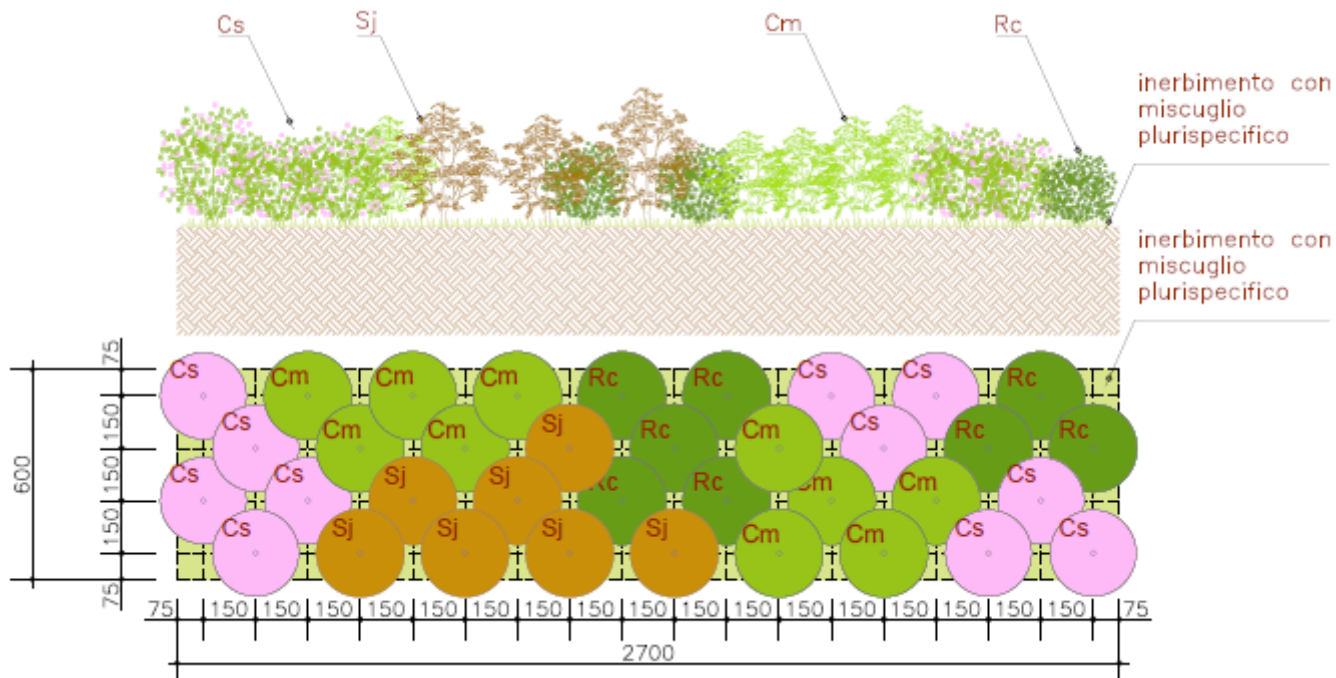 Cs Sj Cm Rc
inerbimento con
miscuglio
plurispecifico
inerbimento con
miscuglio
plurispecifico
75
Cs Cm Cm Cm Rc Rc Cs Cs Rc
150
Cs Cm Cm Sj Rc Cm Cs Rc Rc
600
150
Cs Cs Sj Sj Rc Rc Cm Cm Cs
150
Cs Sj Sj Sj Sj Cm Cm Cs Cs
75
75 150 150 150 150 150 150 150 150 150 150 150 150 150 150 150 150 150 75
2700